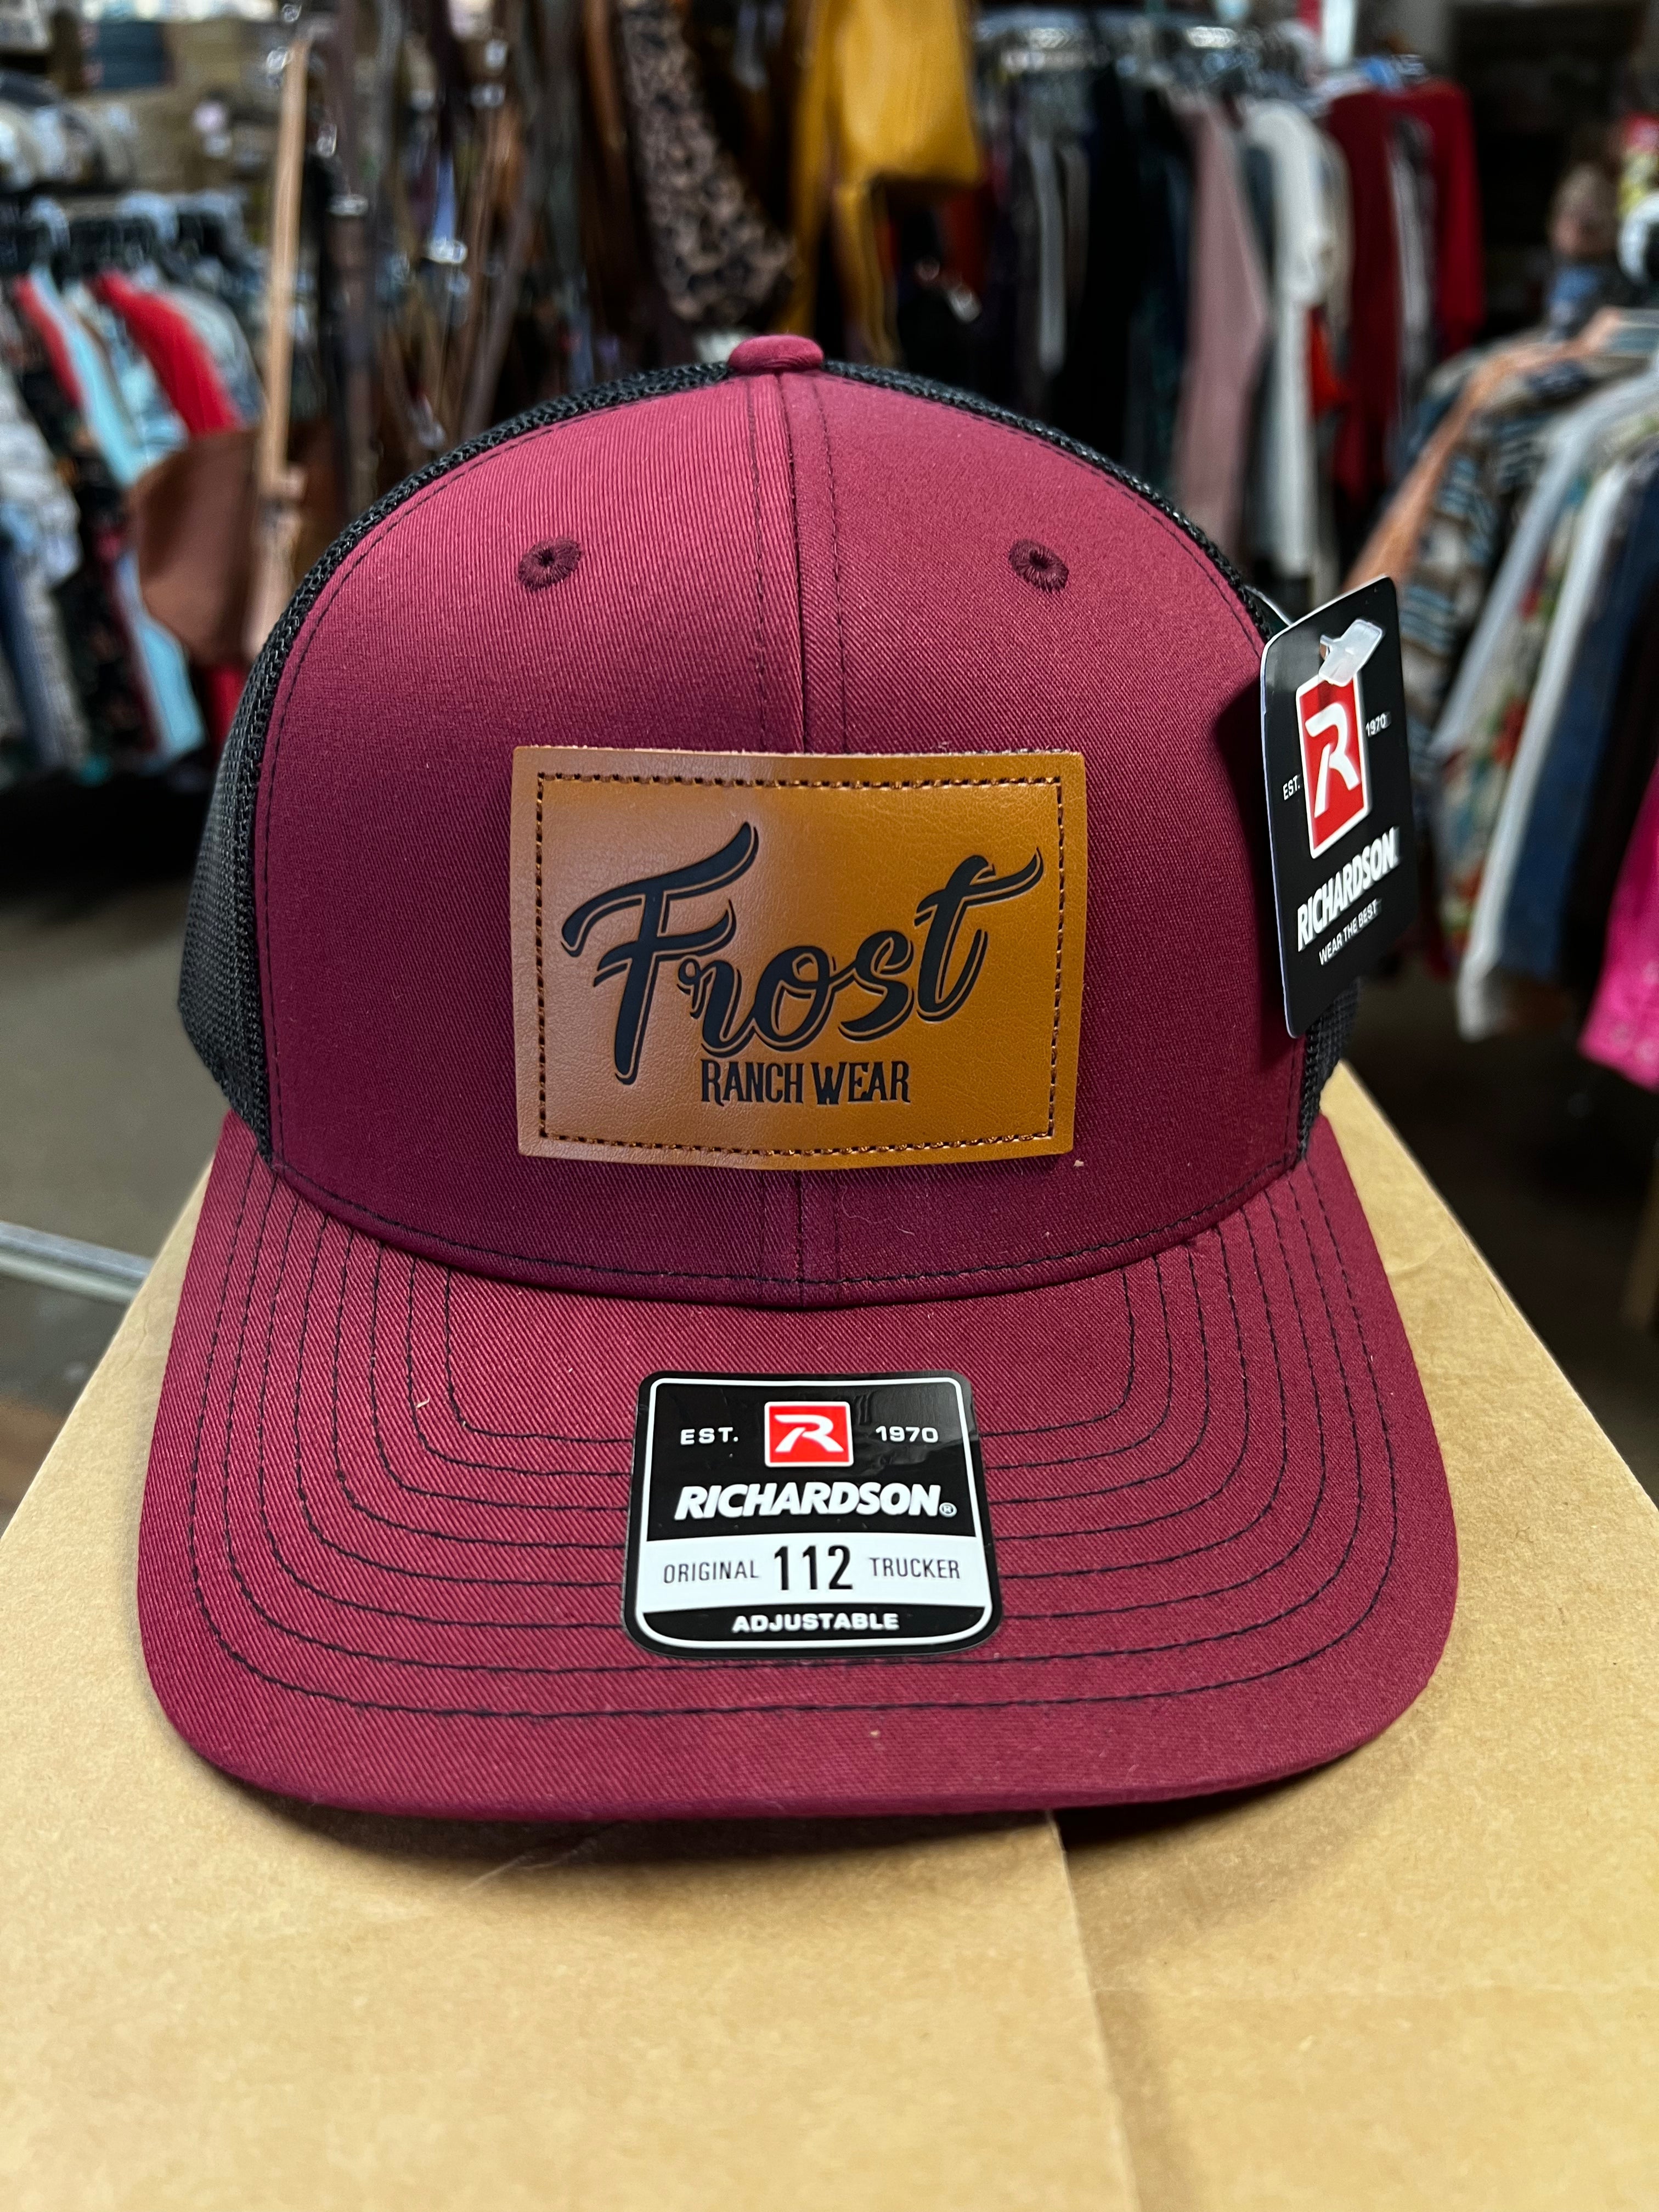 Frost
RANCH WEAR
EST. R 1970
RICHARDSON
WEAR THE BEST
EST. R 1970
RICHARDSON®
ORIGINAL 112 TRUCKER
ADJUSTABLE